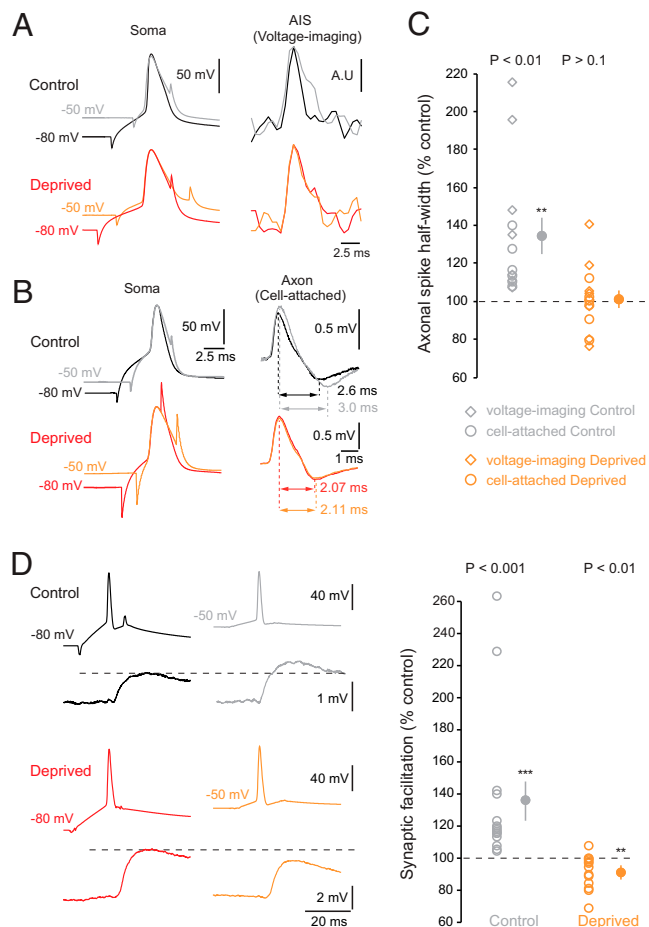 A
Soma
AIS
(Voltage-imaging)
Control
50 mV
A.U
-50 mV
-80 mV
Deprived
-50 mV
-80 mV
2.5 ms
B
Soma
Axon
(Cell-attached)
Control
50 mV
2.5 ms
0.5 mV
-50 mV
-80 mV
2.6 ms
3.0 ms
Deprived
0.5 mV
1 ms
-50 mV
-80 mV
2.07 ms
2.11 ms
C
P < 0.01
P > 0.1
Axonal spike half-width (% control)
220
200
180
160
140
120
100
80
60
**
voltage-imaging Control
cell-attached Control
voltage-imaging Deprived
cell-attached Deprived
D
Control
40 mV
-50 mV
-80 mV
1 mV
Deprived
40 mV
-50 mV
-80 mV
2 mV
20 ms
P < 0.001
P < 0.01
Synaptic facilitation (% control)
260
240
220
200
180
160
140
120
100
80
60
***
**
Control
Deprived